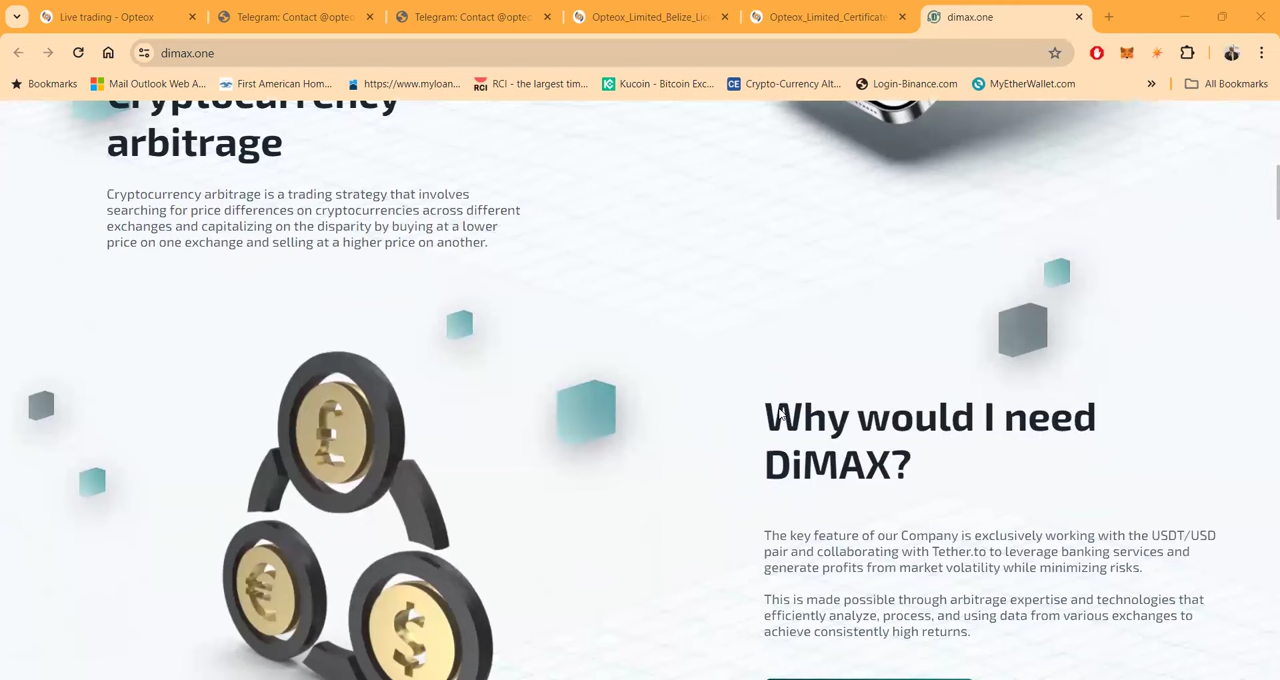 Live trading - Opteox
Telegram: Contact @opteo
Telegram: Contact @optec
Opteox_Limited_Belize_Lic
Opteox_Limited_Certificate
dimax.one
dimax.one
Bookmarks
Mail Outlook Web A...
First American Hom...
https://www.myloan...
RCI - the largest tim...
Kucoin - Bitcoin Exc...
Crypto-Currency Alt...
Login-Binance.com
MyEtherWallet.com
»
All Bookmarks
Cryptocurrency
arbitrage
Cryptocurrency arbitrage is a trading strategy that involves
searching for price differences on cryptocurrencies across different
exchanges and capitalizing on the disparity by buying at a lower
price on one exchange and selling at a higher price on another.
£
€
$
Why would I need
DiMAX?
The key feature of our Company is exclusively working with the USDT/USD
pair and collaborating with Tether.to to leverage banking services and
generate profits from market volatility while minimizing risks.
This is made possible through arbitrage expertise and technologies that
efficiently analyze, process, and using data from various exchanges to
achieve consistently high returns.